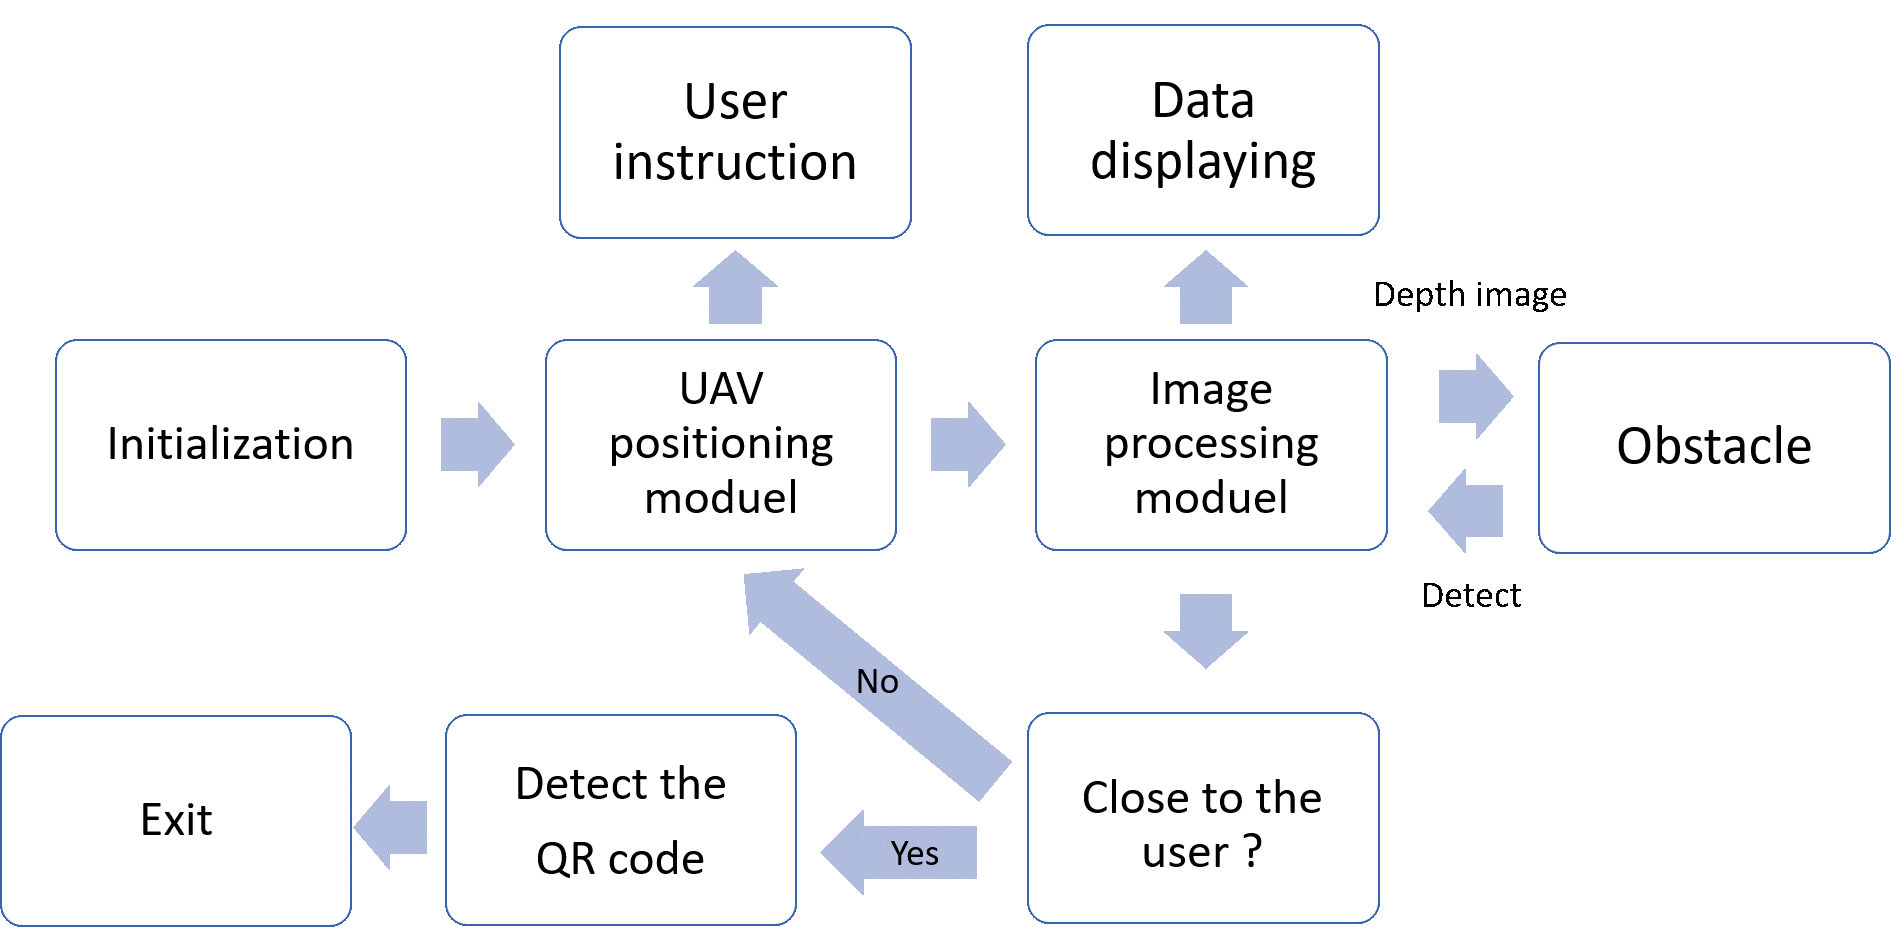 User
instruction
Data
displaying
Depth image
Initialization
UAV
positioning
moduel
Image
processing
moduel
Obstacle
Detect
No
Exit
Detect the
QR code
Yes
Close to the
user ?